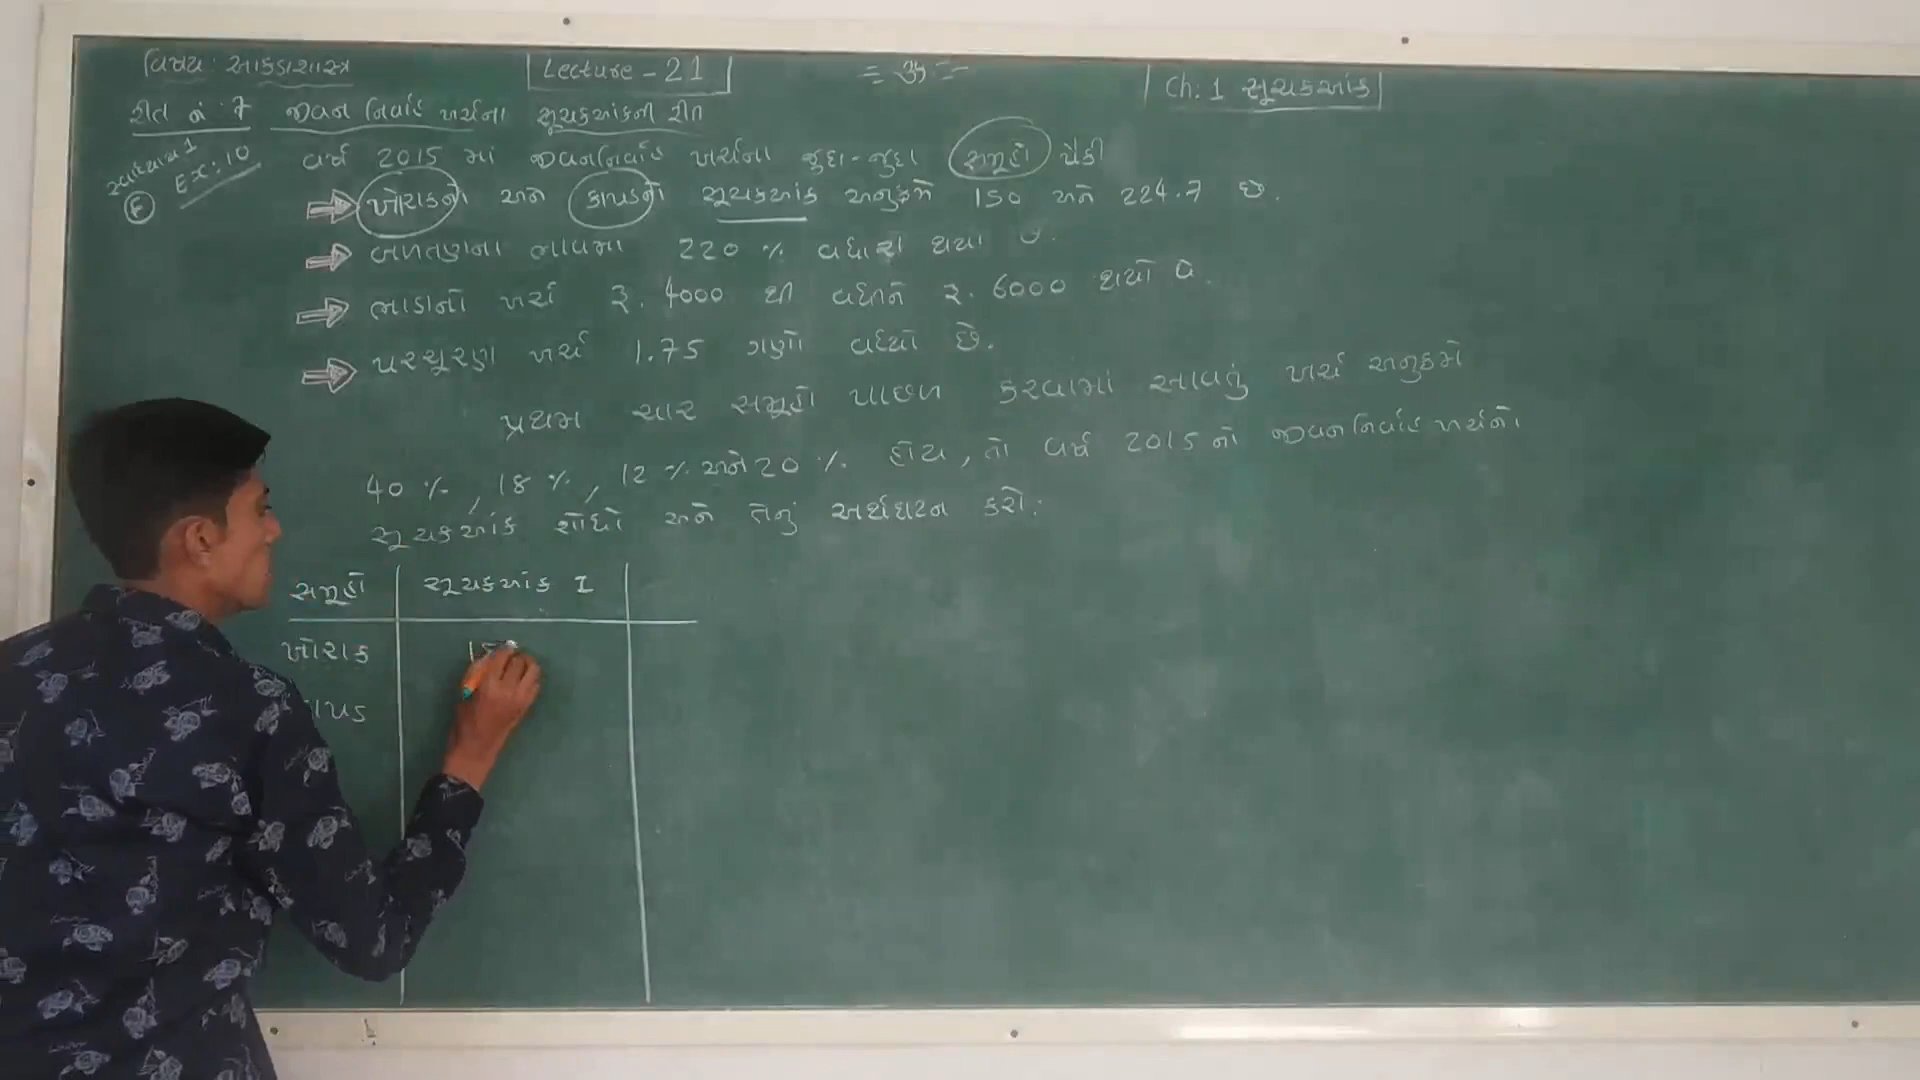 વિષય : આંકડાશાસ્ત્ર
Lecture - 21
ૐ
Ch: 1 સૂચકઆંક
રીત નં : 7 જીવન નિર્વાહ ખર્ચના સૂચકઆંકની રીત
સ્વાધ્યાય 1
Ex: 10
વર્ષ 2015 માં જીવનનિર્વાહ ખર્ચના જુદા-જુદા સમૂહો પૈકી
ખોરાકનો અને કાપડનો સૂચકઆંક અનુક્રમે 150 અને 224.7 છે.
બળતણના ભાવમાં 220 % વધારો થયો છે.
ભાડાનો ખર્ચ રૂ. 4000 થી વધીને રૂ. 6000 થયો છે.
પરચૂરણ ખર્ચ 1.75 ગણો વધ્યો છે.
પ્રથમ ચાર સમૂહો પાછળ કરવામાં આવતું ખર્ચ અનુક્રમે
40 %, 18 %, 12 % અને 20 % હોય, તો વર્ષ 2015 નો જીવનનિર્વાહ ખર્ચનો
સૂચકઆંક શોધો અને તેનું અર્થઘટન કરો.
સમૂહો સૂચકઆંક I
ખોરાક 15